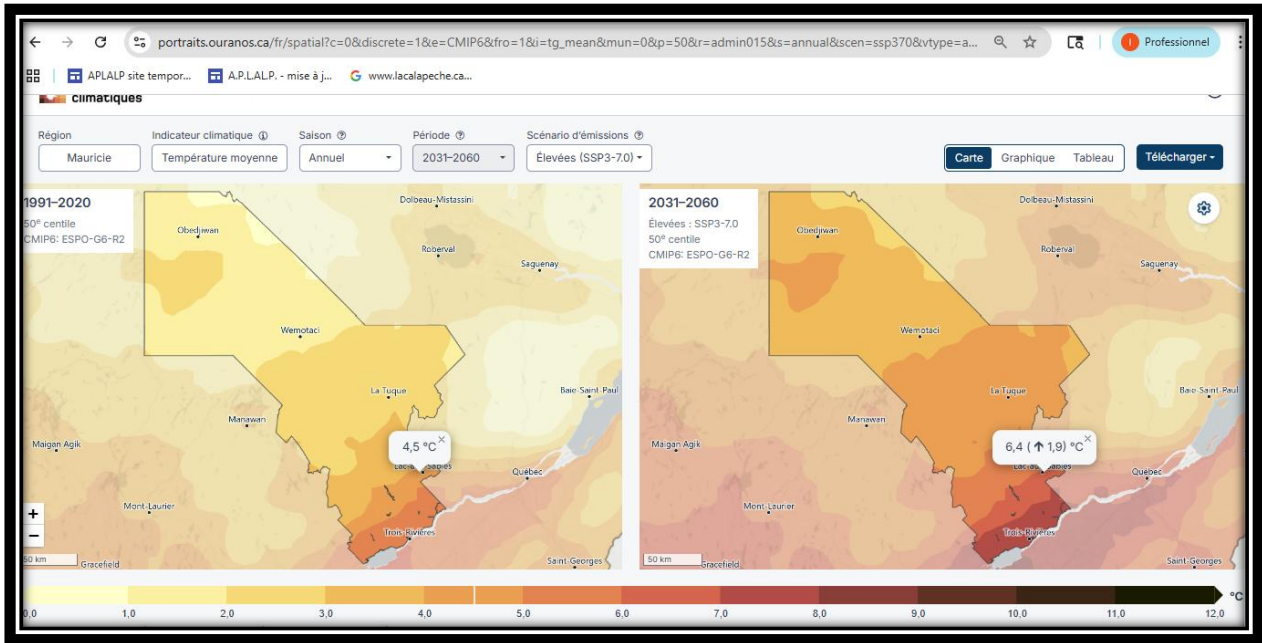 portraits.ouranos.ca/fr/spatial?c=0&discrete=1&e=CMIP6&fro=1&i=tg_mean&mun=0&p=50&r=admin015&s=annual&scen=ssp370&vtype=a...
Professionnel
APLALP site tempor...
A.P.L.ALP. - mise à j...
www.lacalapeche.ca...
climatiques
Région
Indicateur climatique
Saison
Période
Scénario d'émissions
Mauricie
Température moyenne
Annuel
2031–2060
Élevées (SSP3-7.0)
Carte
Graphique
Tableau
Télécharger
1991–2020
50e centile
CMIP6: ESPO-G6-R2
Dolbeau-Mistassini
Obedjiwan
Roberval
Saguenay
Wemotaci
La Tuque
Baie-Saint-Paul
Manawan
4,5 °C
Maigan Agik
Québec
Mont-Laurier
Trois-Rivières
50 km
Gracefield
Saint-Georges
2031–2060
Élevées : SSP3-7.0
50e centile
CMIP6: ESPO-G6-R2
Dolbeau-Mistassini
Obedjiwan
Roberval
Saguenay
Wemotaci
La Tuque
Baie-Saint-Paul
Manawan
6,4 (↑ 1,9) °C
Maigan Agik
Québec
Mont-Laurier
Trois-Rivières
50 km
Gracefield
Saint-Georges
°C
0,0 1,0 2,0 3,0 4,0 5,0 6,0 7,0 8,0 9,0 10,0 11,0 12,0